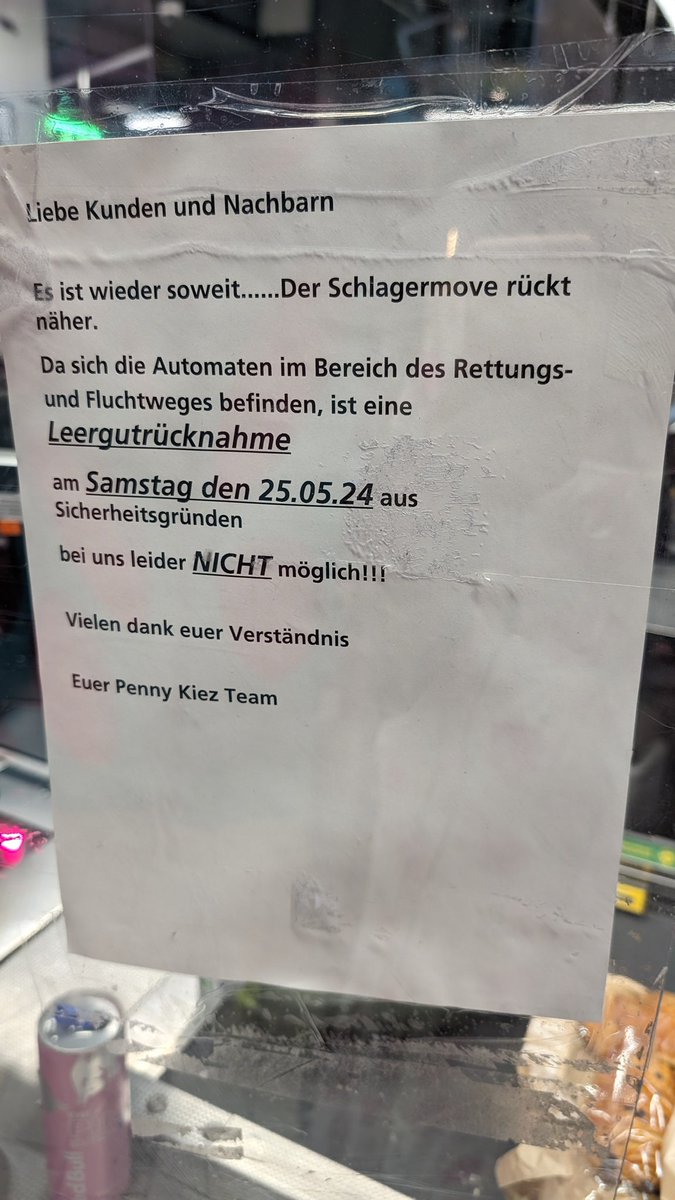 Liebe Kunden und Nachbarn
Es ist wieder soweit......Der Schlagermove rückt
näher.
Da sich die Automaten im Bereich des Rettungs-
und Fluchtweges befinden, ist eine
Leergutrücknahme
am Samstag den 25.05.24 aus
Sicherheitsgründen
bei uns leider NICHT möglich!!!
Vielen dank euer Verständnis
Euer Penny Kiez Team
Red Bull